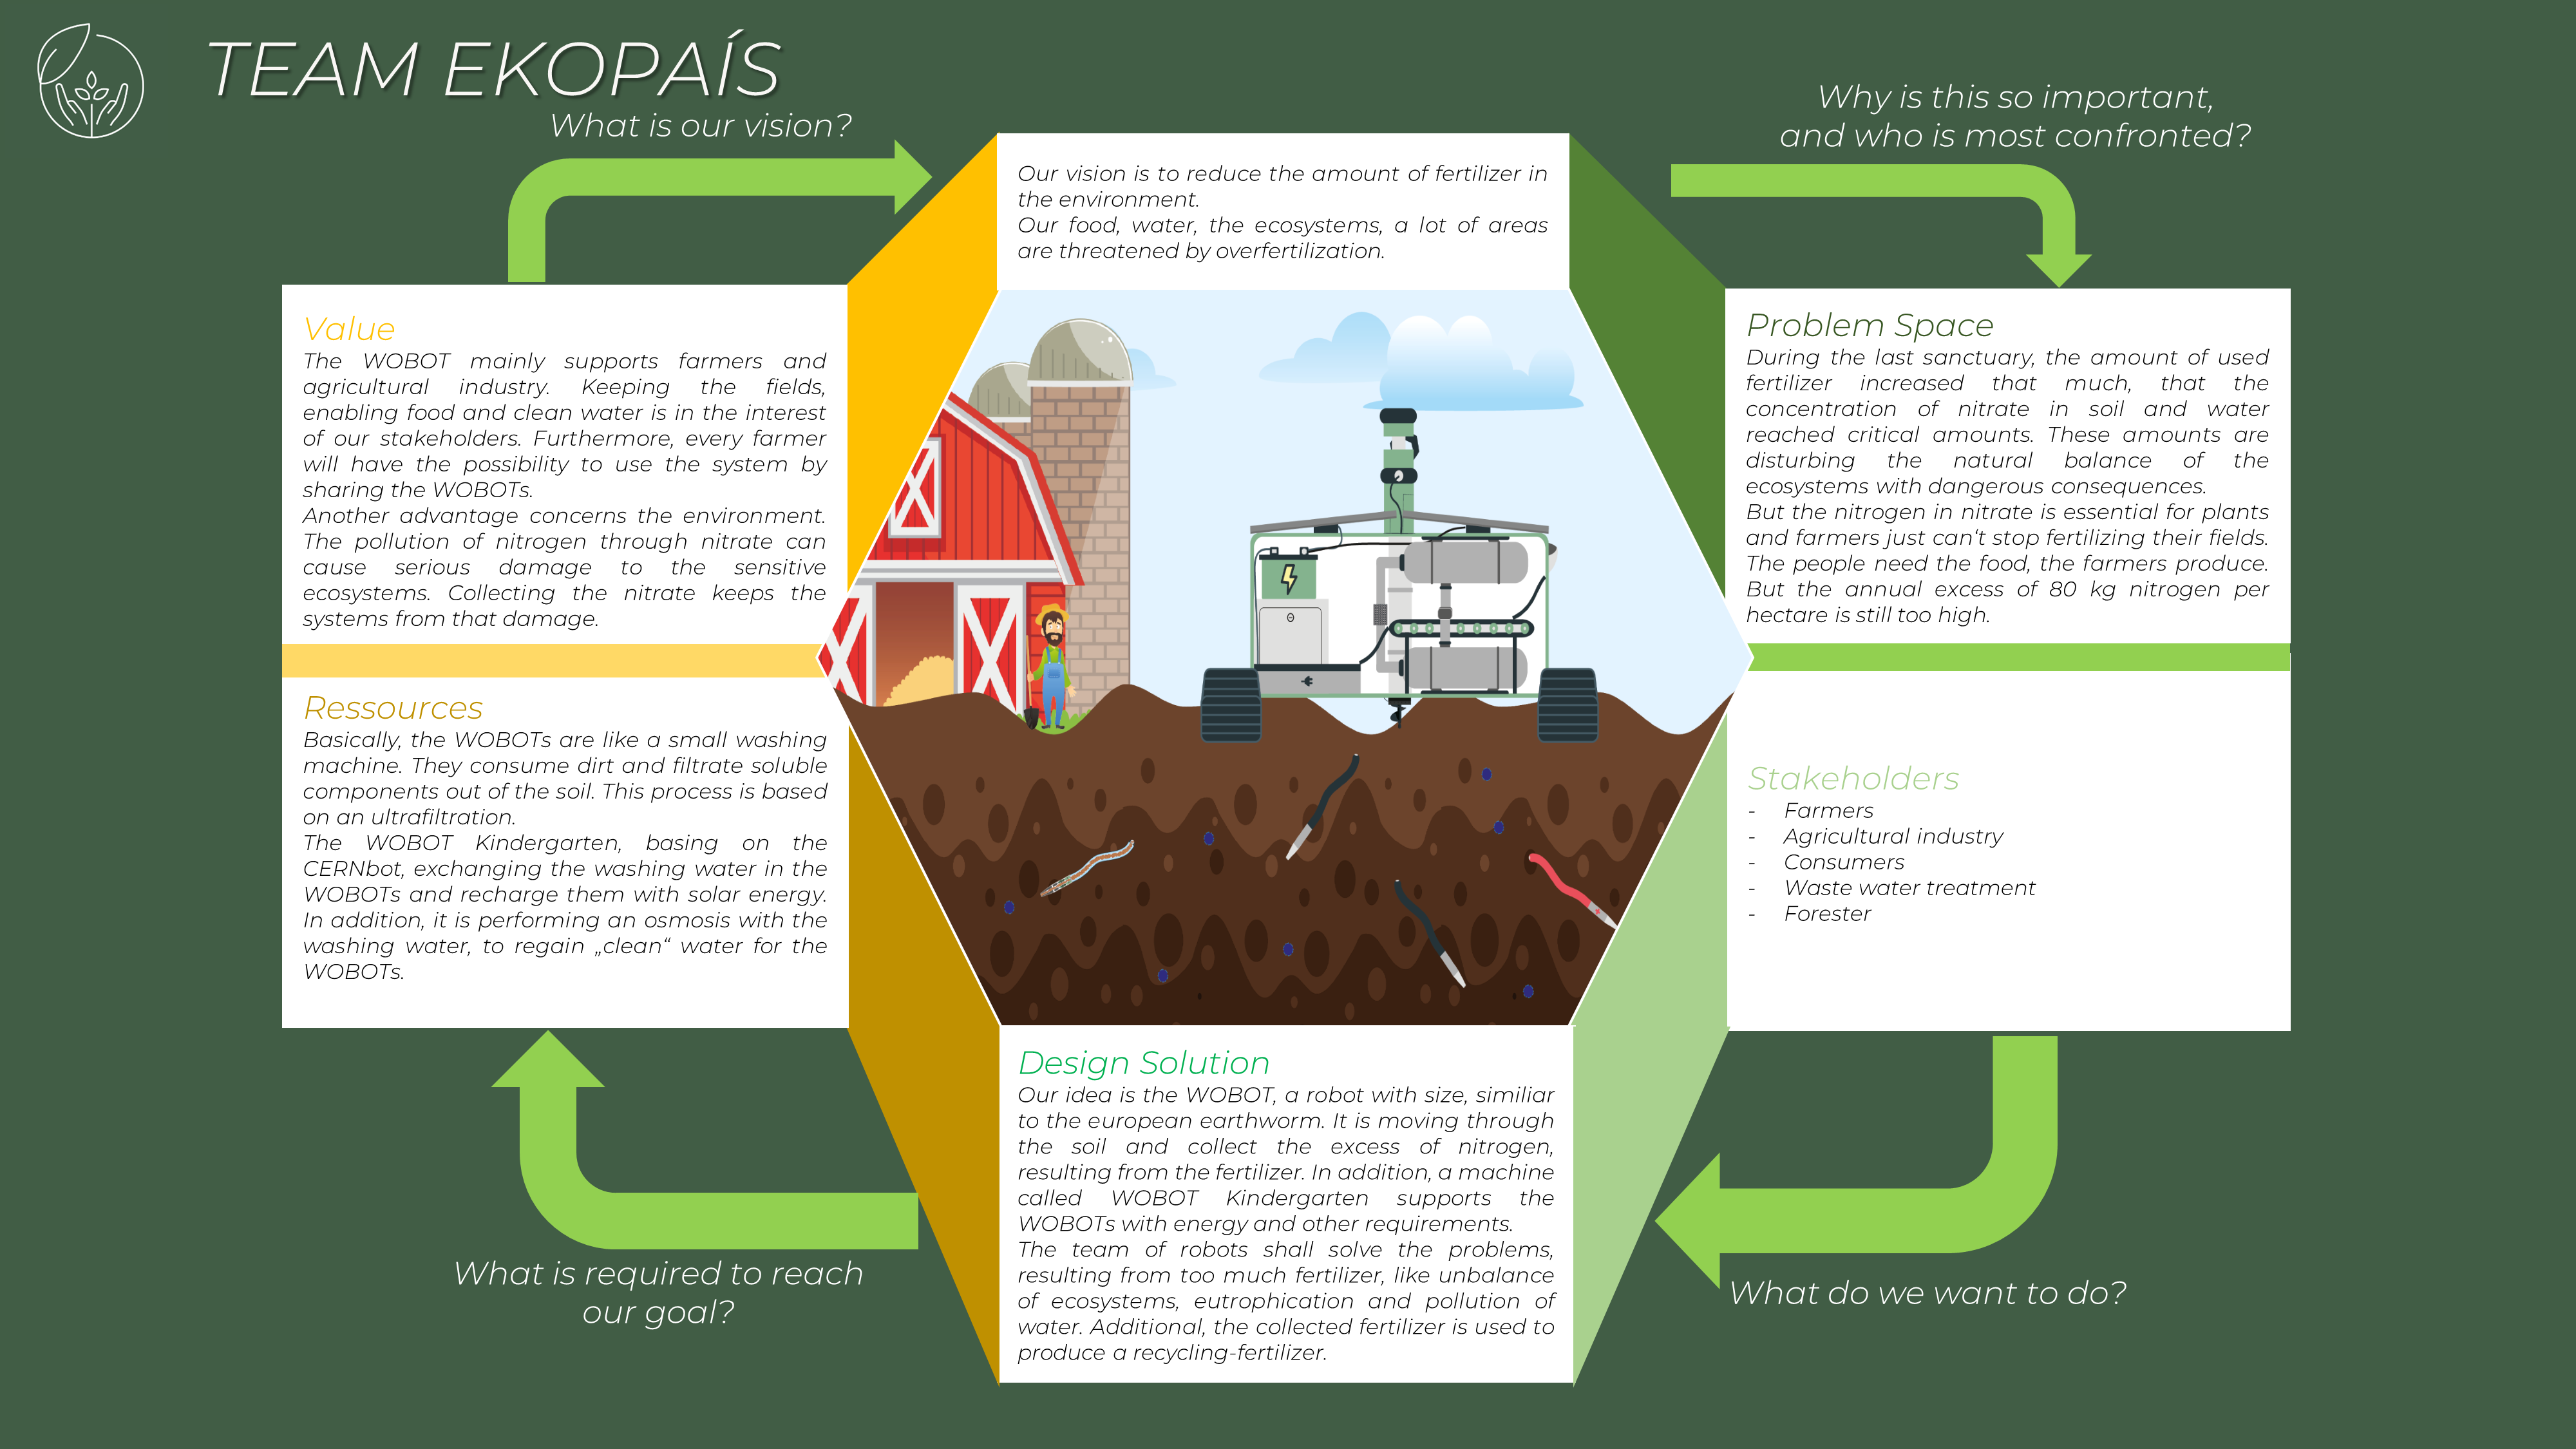 TEAM EKOPAÍS
What is our vision?
Our vision is to reduce the amount of fertilizer in
the environment.
Our food, water, the ecosystems, a lot of areas
are threatened by overfertilization.
Why is this so important,
and who is most confronted?
Problem Space
During the last sanctuary, the amount of used
fertilizer increased that much, that the
concentration of nitrate in soil and water
reached critical amounts. These amounts are
disturbing the natural balance of the
ecosystems with dangerous consequences.
But the nitrogen in nitrate is essential for plants
and farmers just can‘t stop fertilizing their fields.
The people need the food, the farmers produce.
But the annual excess of 80 kg nitrogen per
hectare is still too high.
Stakeholders
- Farmers
- Agricultural industry
- Consumers
- Waste water treatment
- Forester
What do we want to do?
Design Solution
Our idea is the WOBOT, a robot with size, similiar
to the european earthworm. It is moving through
the soil and collect the excess of nitrogen,
resulting from the fertilizer. In addition, a machine
called WOBOT Kindergarten supports the
WOBOTs with energy and other requirements.
The team of robots shall solve the problems,
resulting from too much fertilizer, like unbalance
of ecosystems, eutrophication and pollution of
water. Additional, the collected fertilizer is used to
produce a recycling-fertilizer.
What is required to reach
our goal?
Value
The WOBOT mainly supports farmers and
agricultural industry. Keeping the fields,
enabling food and clean water is in the interest
of our stakeholders. Furthermore, every farmer
will have the possibility to use the system by
sharing the WOBOTs.
Another advantage concerns the environment.
The pollution of nitrogen through nitrate can
cause serious damage to the sensitive
ecosystems. Collecting the nitrate keeps the
systems from that damage.
Ressources
Basically, the WOBOTs are like a small washing
machine. They consume dirt and filtrate soluble
components out of the soil. This process is based
on an ultrafiltration.
The WOBOT Kindergarten, basing on the
CERNbot, exchanging the washing water in the
WOBOTs and recharge them with solar energy.
In addition, it is performing an osmosis with the
washing water, to regain „clean“ water for the
WOBOTs.